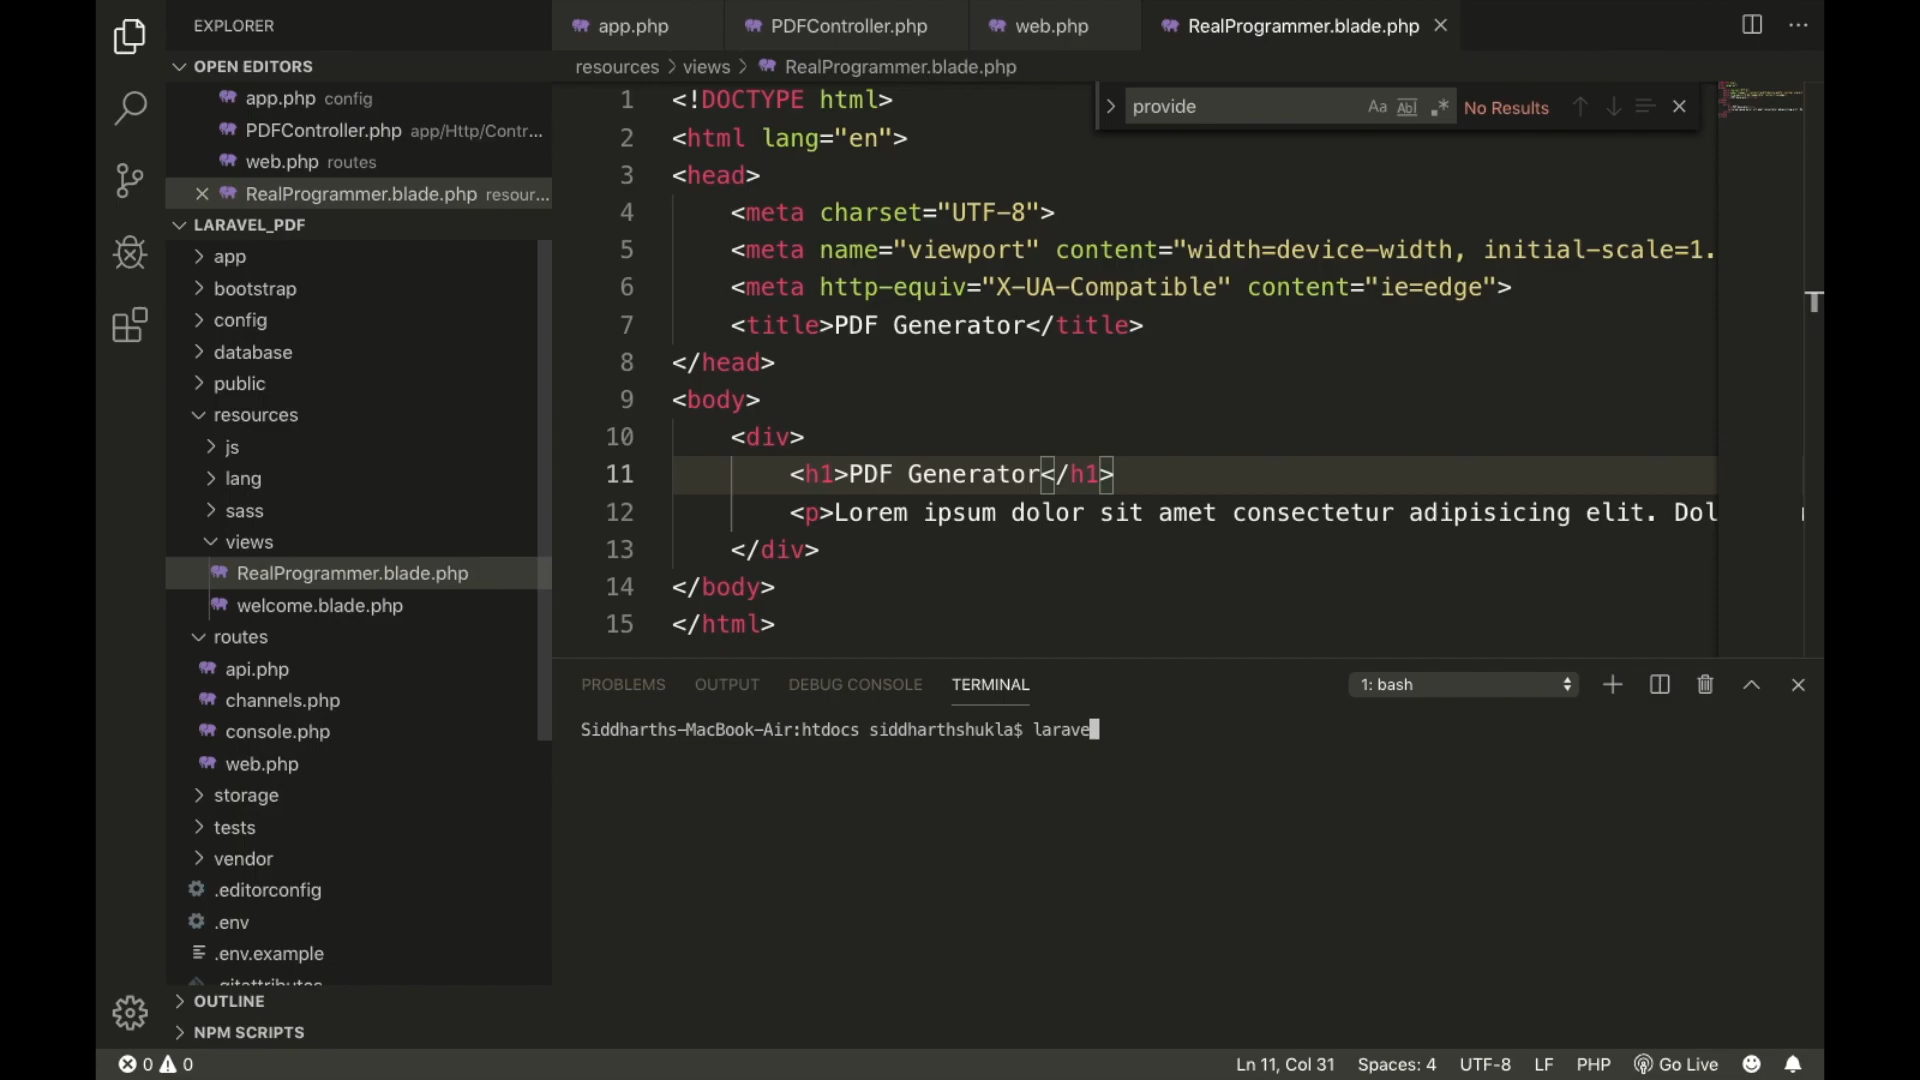 EXPLORER
app.php
PDFController.php
web.php
RealProgrammer.blade.php
OPEN EDITORS
app.php config
PDFController.php app/Http/Contr...
web.php routes
RealProgrammer.blade.php resour...
LARAVEL_PDF
app
bootstrap
config
database
public
resources
js
lang
sass
views
RealProgrammer.blade.php
welcome.blade.php
routes
api.php
channels.php
console.php
web.php
storage
tests
vendor
.editorconfig
.env
.env.example
.gitattributes
OUTLINE
NPM SCRIPTS
resources > views > RealProgrammer.blade.php
provide Aa Abl .* No Results
1 <!DOCTYPE html>
2 <html lang="en">
3 <head>
4 <meta charset="UTF-8">
5 <meta name="viewport" content="width=device-width, initial-scale=1.
6 <meta http-equiv="X-UA-Compatible" content="ie=edge">
7 <title>PDF Generator</title>
8 </head>
9 <body>
10 <div>
11 <h1>PDF Generator</h1>
12 <p>Lorem ipsum dolor sit amet consectetur adipisicing elit. Dol
13 </div>
14 </body>
15 </html>
PROBLEMS OUTPUT DEBUG CONSOLE TERMINAL 1: bash
Siddharths-MacBook-Air:htdocs siddharthshukla$ larave
0 0 Ln 11, Col 31 Spaces: 4 UTF-8 LF PHP Go Live